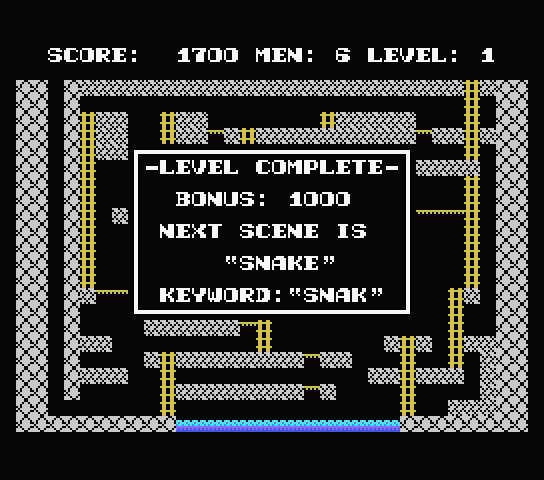 SCORE: 1700 MEN: 6 LEVEL: 1
-LEVEL COMPLETE-
BONUS: 1000
NEXT SCENE IS
"SNAKE"
KEYWORD:"SNAK"